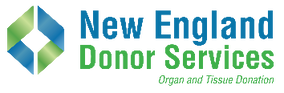 New England
Donor Services
Organ and Tissue Donation